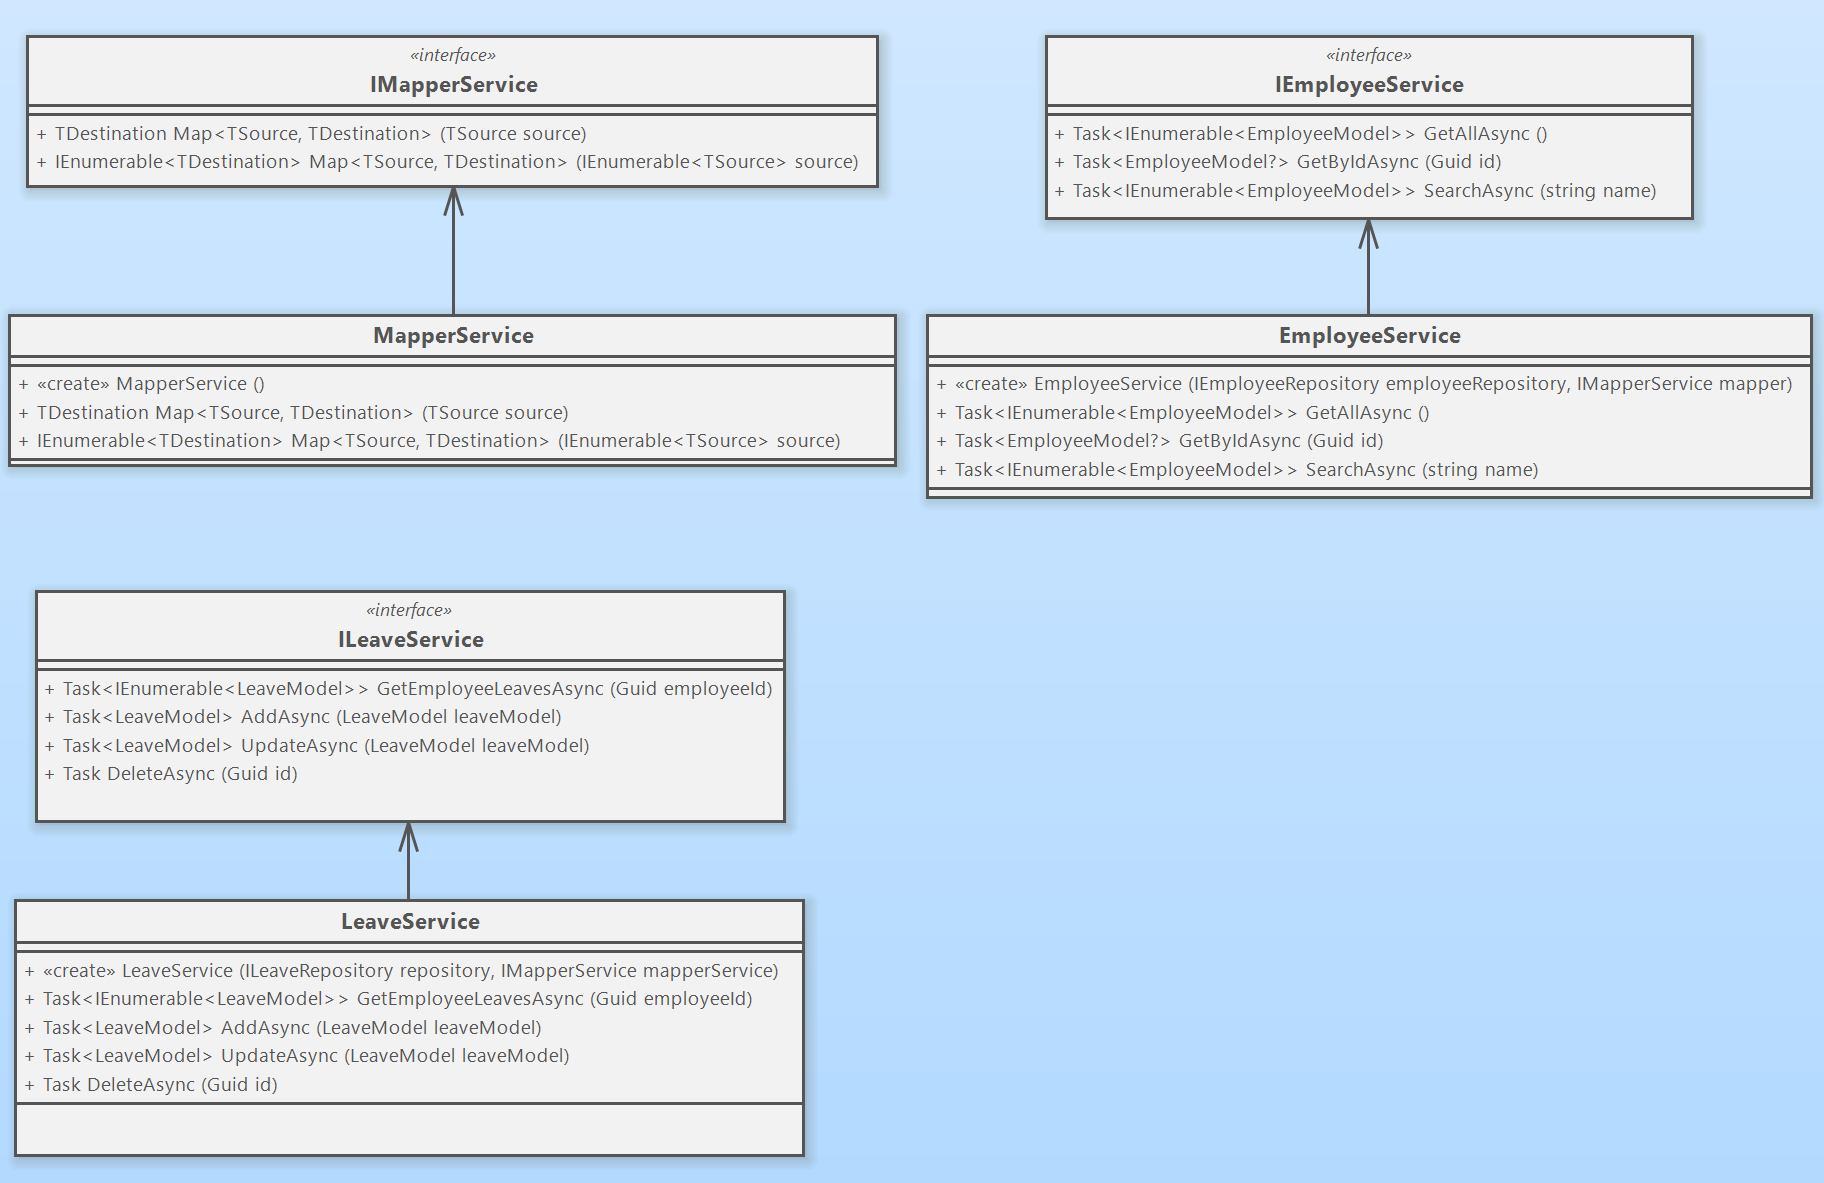 «interface»
IMapperService
+ TDestination Map<TSource, TDestination> (TSource source)
+ IEnumerable<TDestination> Map<TSource, TDestination> (IEnumerable<TSource> source)
MapperService
+ «create» MapperService ()
+ TDestination Map<TSource, TDestination> (TSource source)
+ IEnumerable<TDestination> Map<TSource, TDestination> (IEnumerable<TSource> source)
«interface»
IEmployeeService
+ Task<IEnumerable<EmployeeModel>> GetAllAsync ()
+ Task<EmployeeModel?> GetByIdAsync (Guid id)
+ Task<IEnumerable<EmployeeModel>> SearchAsync (string name)
EmployeeService
+ «create» EmployeeService (IEmployeeRepository employeeRepository, IMapperService mapper)
+ Task<IEnumerable<EmployeeModel>> GetAllAsync ()
+ Task<EmployeeModel?> GetByIdAsync (Guid id)
+ Task<IEnumerable<EmployeeModel>> SearchAsync (string name)
«interface»
ILeaveService
+ Task<IEnumerable<LeaveModel>> GetEmployeeLeavesAsync (Guid employeeId)
+ Task<LeaveModel> AddAsync (LeaveModel leaveModel)
+ Task<LeaveModel> UpdateAsync (LeaveModel leaveModel)
+ Task DeleteAsync (Guid id)
LeaveService
+ «create» LeaveService (ILeaveRepository repository, IMapperService mapperService)
+ Task<IEnumerable<LeaveModel>> GetEmployeeLeavesAsync (Guid employeeId)
+ Task<LeaveModel> AddAsync (LeaveModel leaveModel)
+ Task<LeaveModel> UpdateAsync (LeaveModel leaveModel)
+ Task DeleteAsync (Guid id)